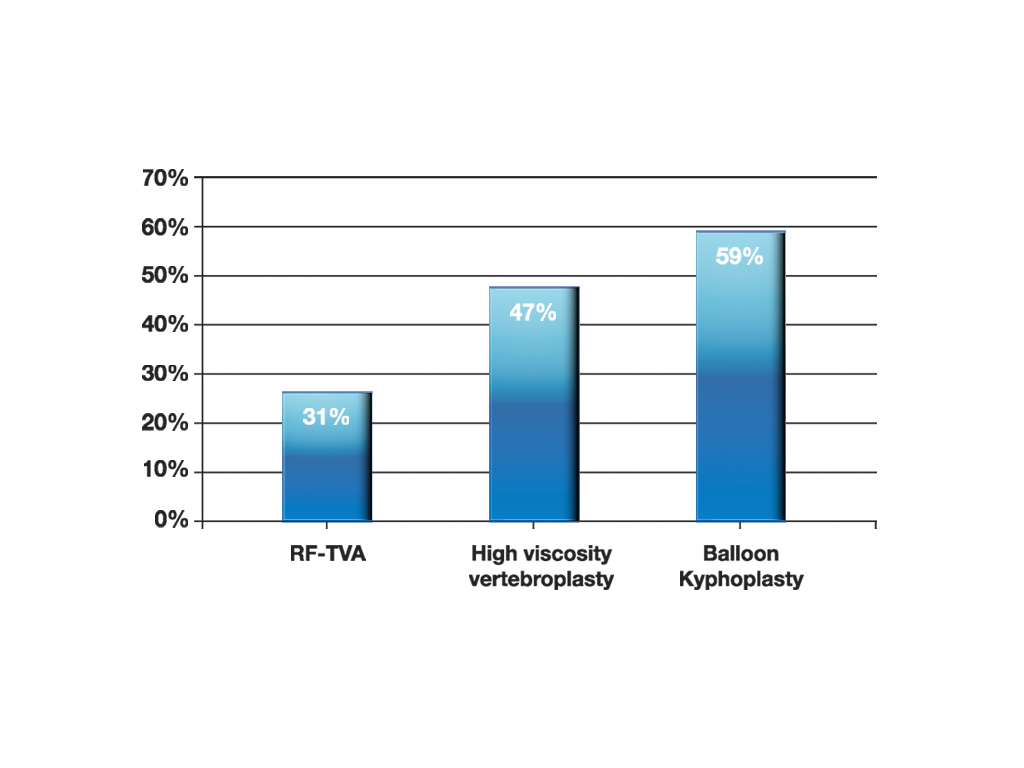 70%
60%
50%
40%
30%
20%
10%
0%
31%
47%
59%
RF-TVA
High viscosity
vertebroplasty
Balloon
Kyphoplasty